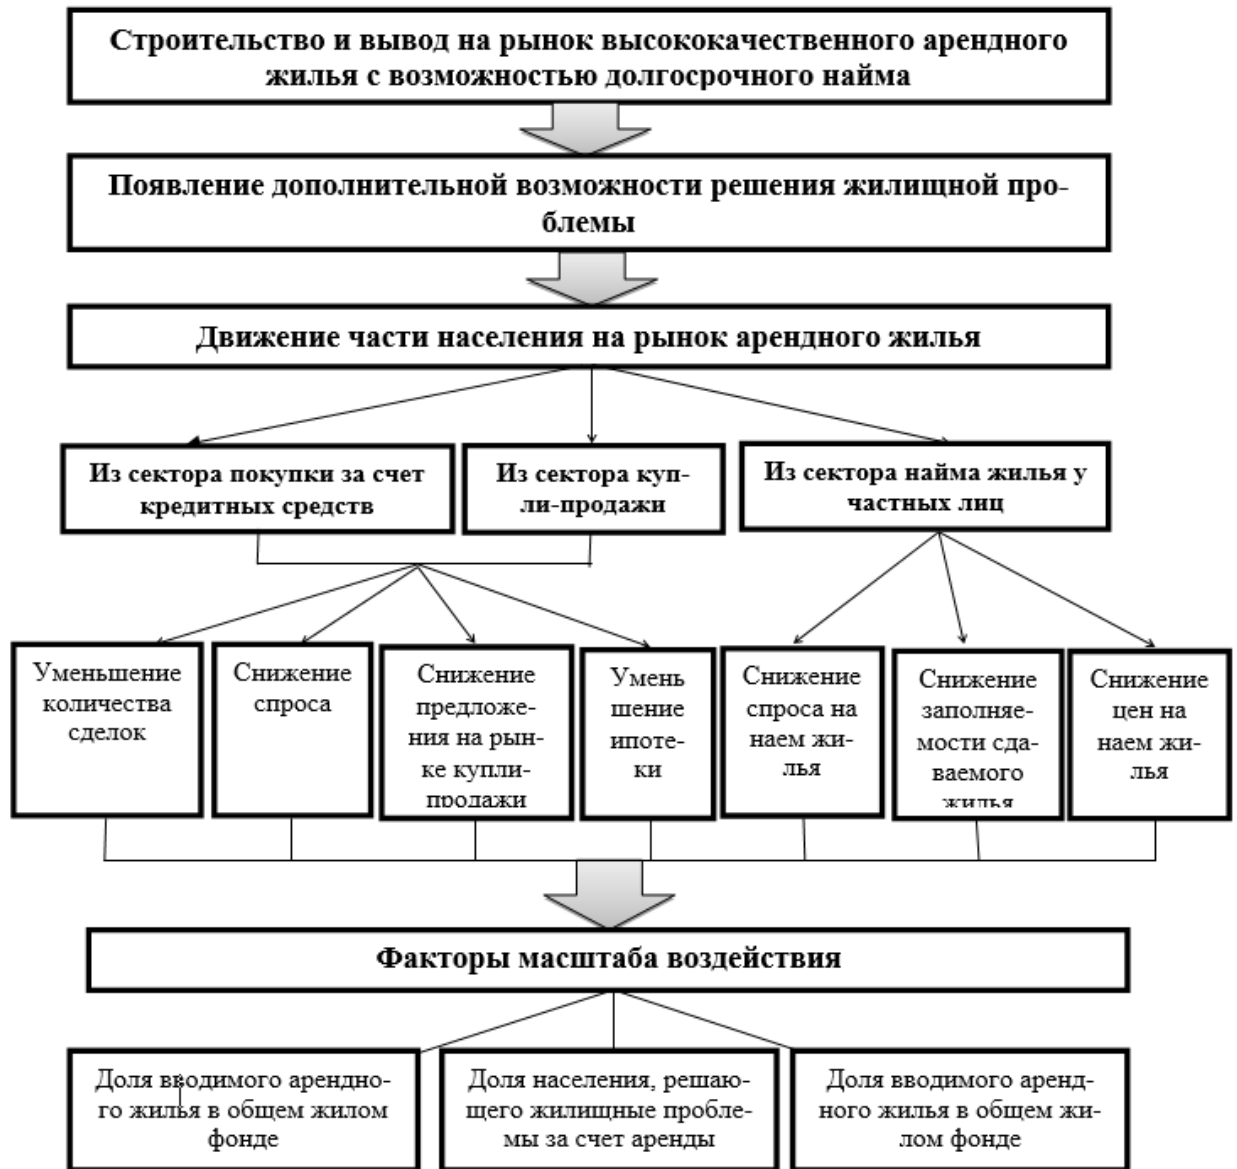 Строительство и вывод на рынок высококачественного арендного
жилья с возможностью долгосрочного найма
Появление дополнительной возможности решения жилищной про-
блемы
Движение части населения на рынок арендного жилья
Из сектора покупки за счет
кредитных средств
Из сектора куп-
ли-продажи
Из сектора найма жилья у
частных лиц
Уменьшение
количества
сделок
Снижение
спроса
Снижение
предложе-
ния на рын-
ке купли-
продажи
Умень
шение
ипоте-
ки
Снижение
спроса на
наем жи-
лья
Снижение
заполняе-
мости сда-
ваемого
жилья
Снижение
цен на
наем жи-
лья
Факторы масштаба воздействия
Доля вводимого арендно-
го жилья в общем жилом
фонде
Доля населения, решаю-
щего жилищные пробле-
мы за счет аренды
Доля вводимого аренд-
ного жилья в общем жи-
лом фонде